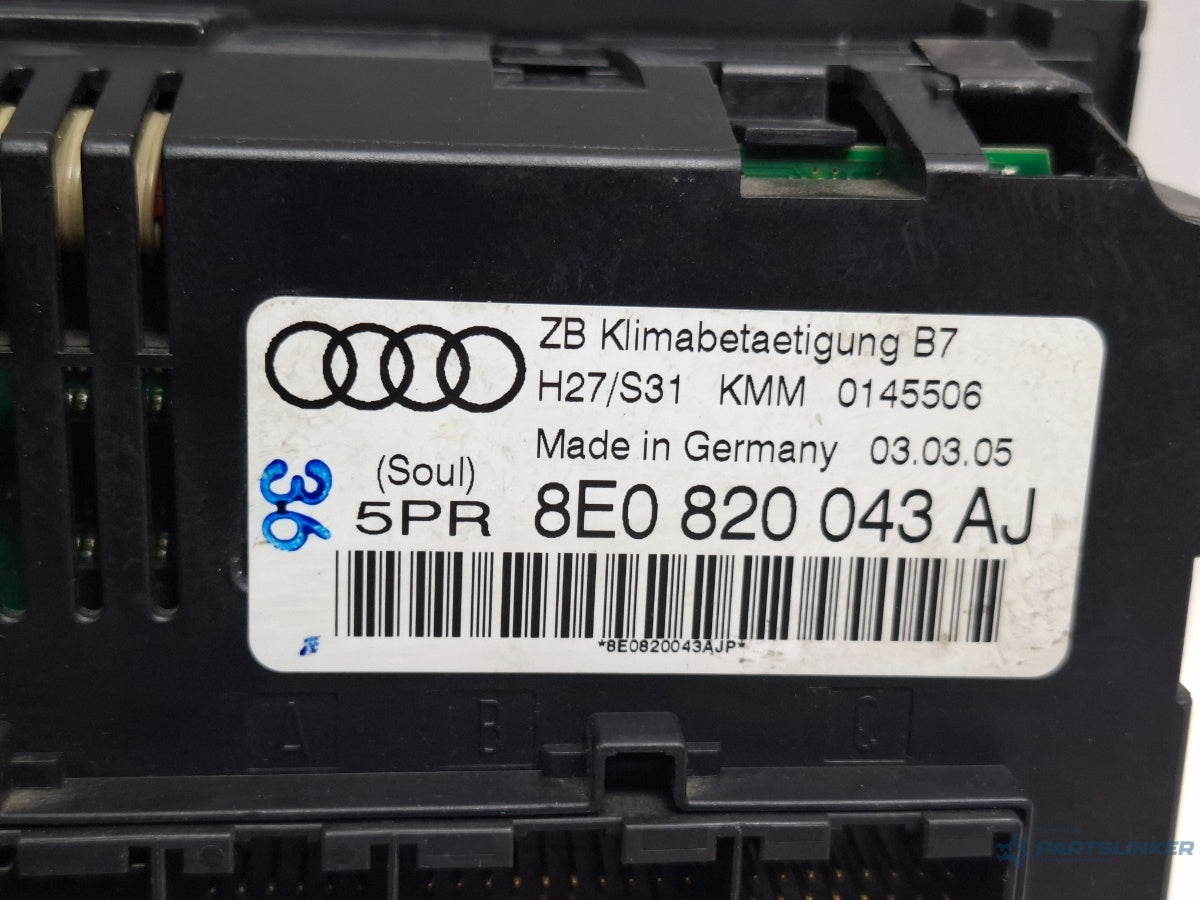 ZB Klimabetaetigung B7
H27/S31 KMM 0145506
Made in Germany 03.03.05
(Soul)
5PR 8E0 820 043 AJ
36
*8E0820043AJP*
A B C
PARTSLINKER